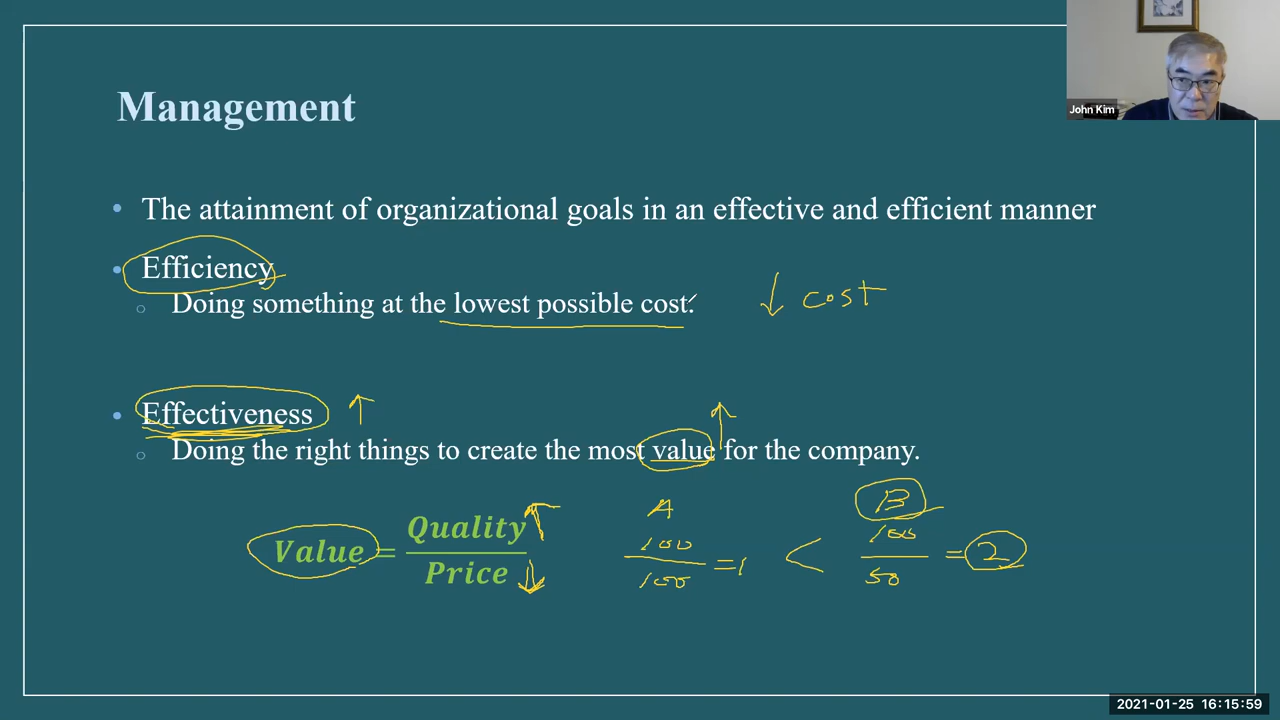 John Kim
Management
• The attainment of organizational goals in an effective and efficient manner
• Efficiency
○ Doing something at the lowest possible cost.
↓ cost
• Effectiveness ↑
○ Doing the right things to create the most value for the company.
Value = Quality / Price
A
100 / 100 = 1
<
B
100 / 50 = 2
2021-01-25 16:15:59